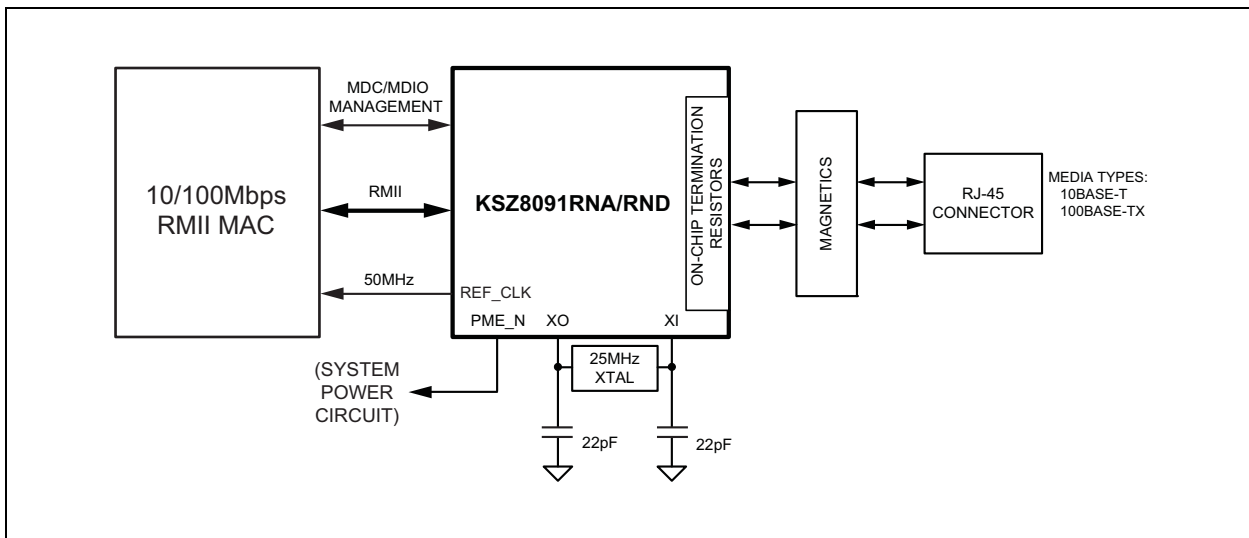 MDC/MDIO
MANAGEMENT
10/100Mbps
RMII MAC
RMII
50MHz
KSZ8091RNA/RND
REF_CLK
PME_N
XO
XI
ON-CHIP TERMINATION
RESISTORS
MAGNETICS
RJ-45
CONNECTOR
MEDIA TYPES:
10BASE-T
100BASE-TX
(SYSTEM
POWER
CIRCUIT)
25MHz
XTAL
22pF
22pF